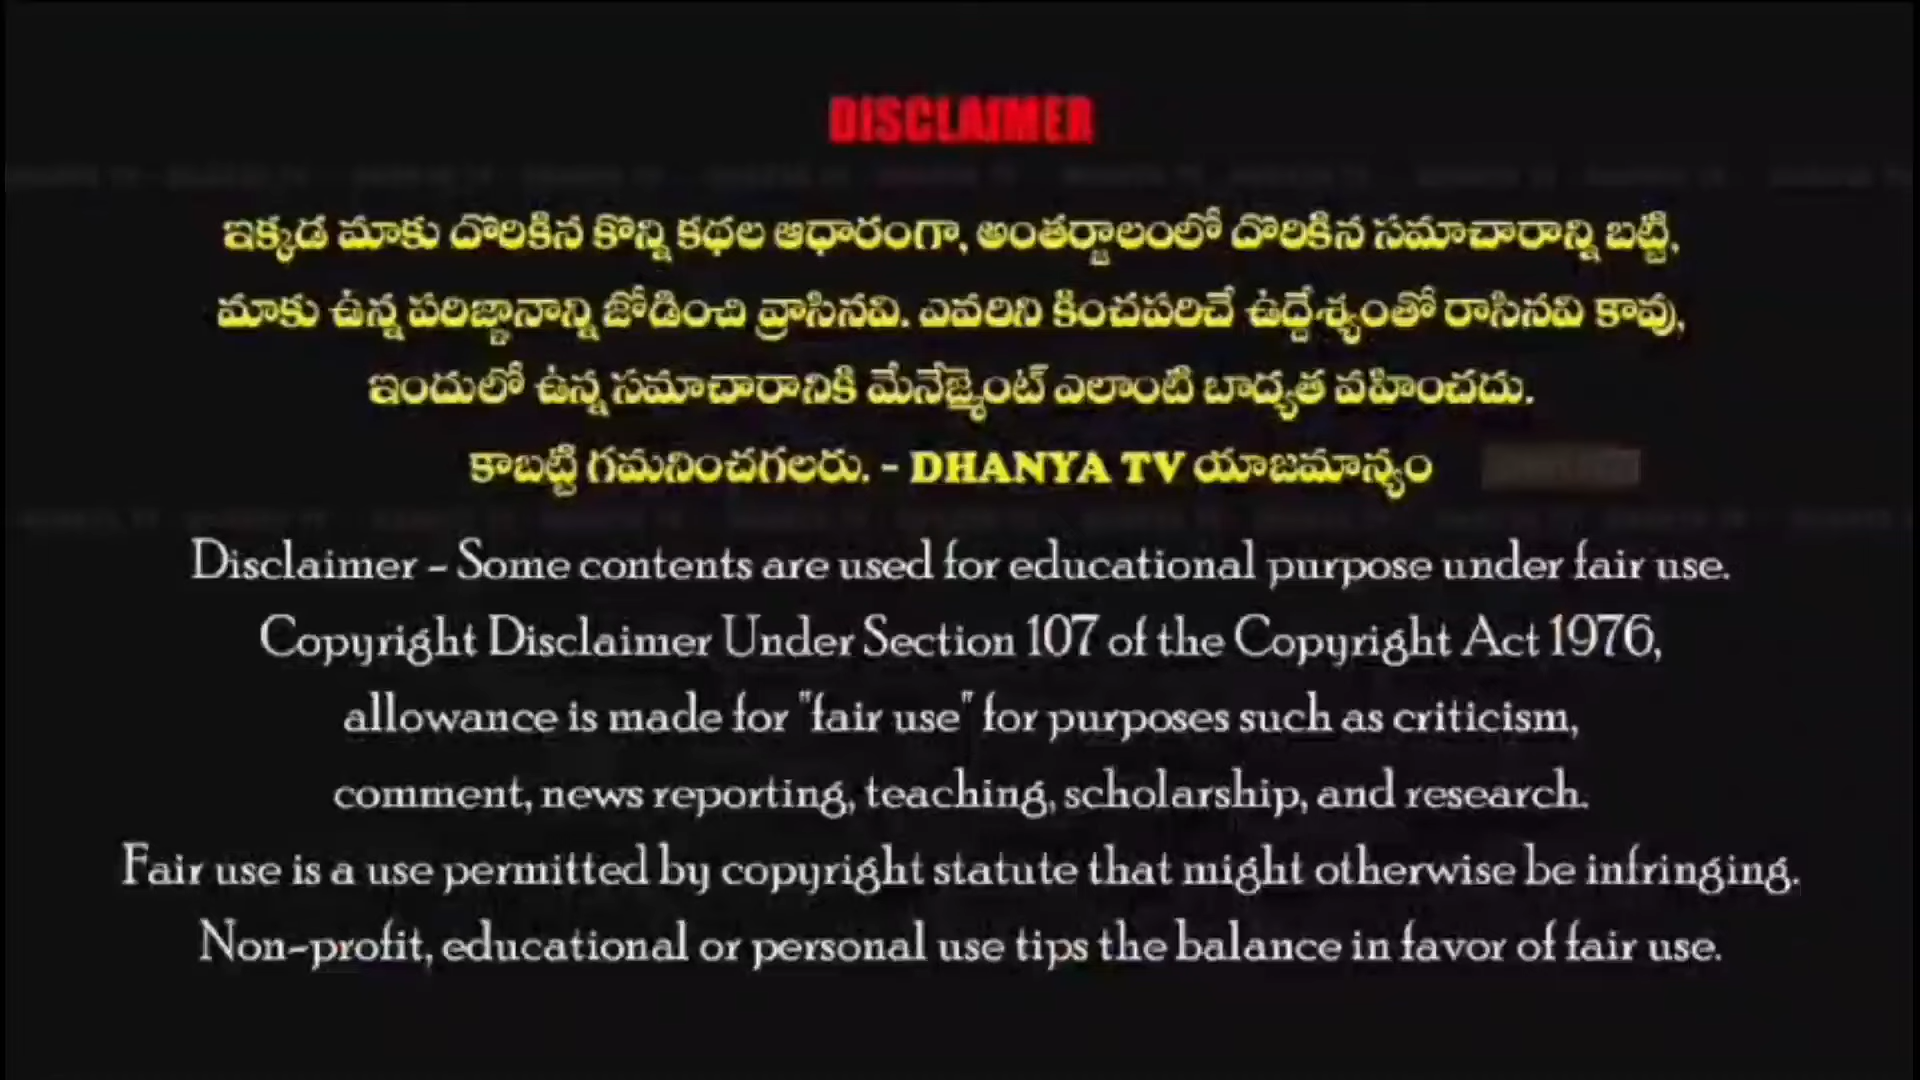 DISCLAIMER
ఇక్కడ మాకు దొరికిన కొన్ని కథల ఆధారంగా, అంతర్జాలంలో దొరికిన సమాచారాన్ని బట్టి,
మాకు ఉన్న పరిజ్ఞానాన్ని జోడించి వ్రాసినవి. ఎవరిని కించపరిచే ఉద్దేశ్యంతో రాసినవి కావు,
ఇందులో ఉన్న సమాచారానికి మేనేజ్మెంట్ ఎలాంటి బాద్యత వహించదు.
కాబట్టి గమనించగలరు. - DHANYA TV యాజమాన్యం
Disclaimer - Some contents are used for educational purpose under fair use.
Copyright Disclaimer Under Section 107 of the Copyright Act 1976,
allowance is made for "fair use" for purposes such as criticism,
comment, news reporting, teaching, scholarship, and research.
Fair use is a use permitted by copyright statute that might otherwise be infringing.
Non-profit, educational or personal use tips the balance in favor of fair use.